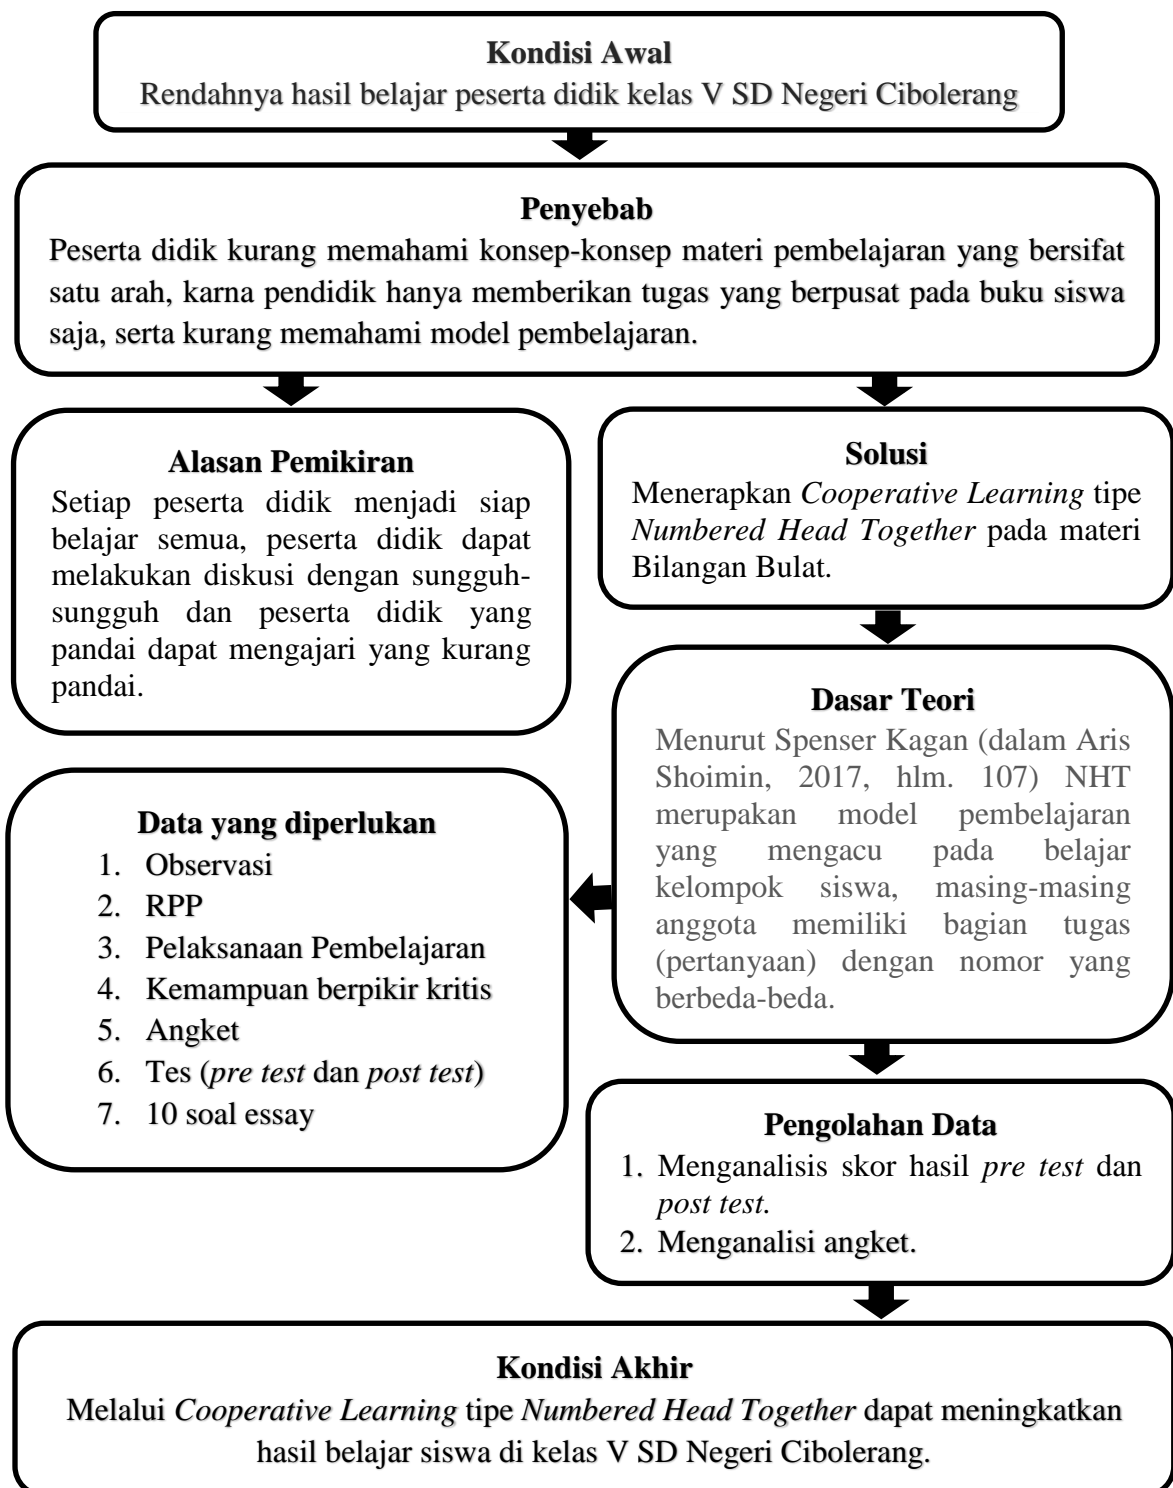 Kondisi Awal
Rendahnya hasil belajar peserta didik kelas V SD Negeri Cibolerang
Penyebab
Peserta didik kurang memahami konsep-konsep materi pembelajaran yang bersifat
satu arah, karna pendidik hanya memberikan tugas yang berpusat pada buku siswa
saja, serta kurang memahami model pembelajaran.
Alasan Pemikiran
Setiap peserta didik menjadi siap
belajar semua, peserta didik dapat
melakukan diskusi dengan sungguh-
sungguh dan peserta didik yang
pandai dapat mengajari yang kurang
pandai.
Solusi
Menerapkan Cooperative Learning tipe
Numbered Head Together pada materi
Bilangan Bulat.
Dasar Teori
Menurut Spenser Kagan (dalam Aris
Shoimin, 2017, hlm. 107) NHT
merupakan model pembelajaran
yang mengacu pada belajar
kelompok siswa, masing-masing
anggota memiliki bagian tugas
(pertanyaan) dengan nomor yang
berbeda-beda.
Data yang diperlukan
1. Observasi
2. RPP
3. Pelaksanaan Pembelajaran
4. Kemampuan berpikir kritis
5. Angket
6. Tes (pre test dan post test)
7. 10 soal essay
Pengolahan Data
1. Menganalisis skor hasil pre test dan
post test.
2. Menganalisi angket.
Kondisi Akhir
Melalui Cooperative Learning tipe Numbered Head Together dapat meningkatkan
hasil belajar siswa di kelas V SD Negeri Cibolerang.